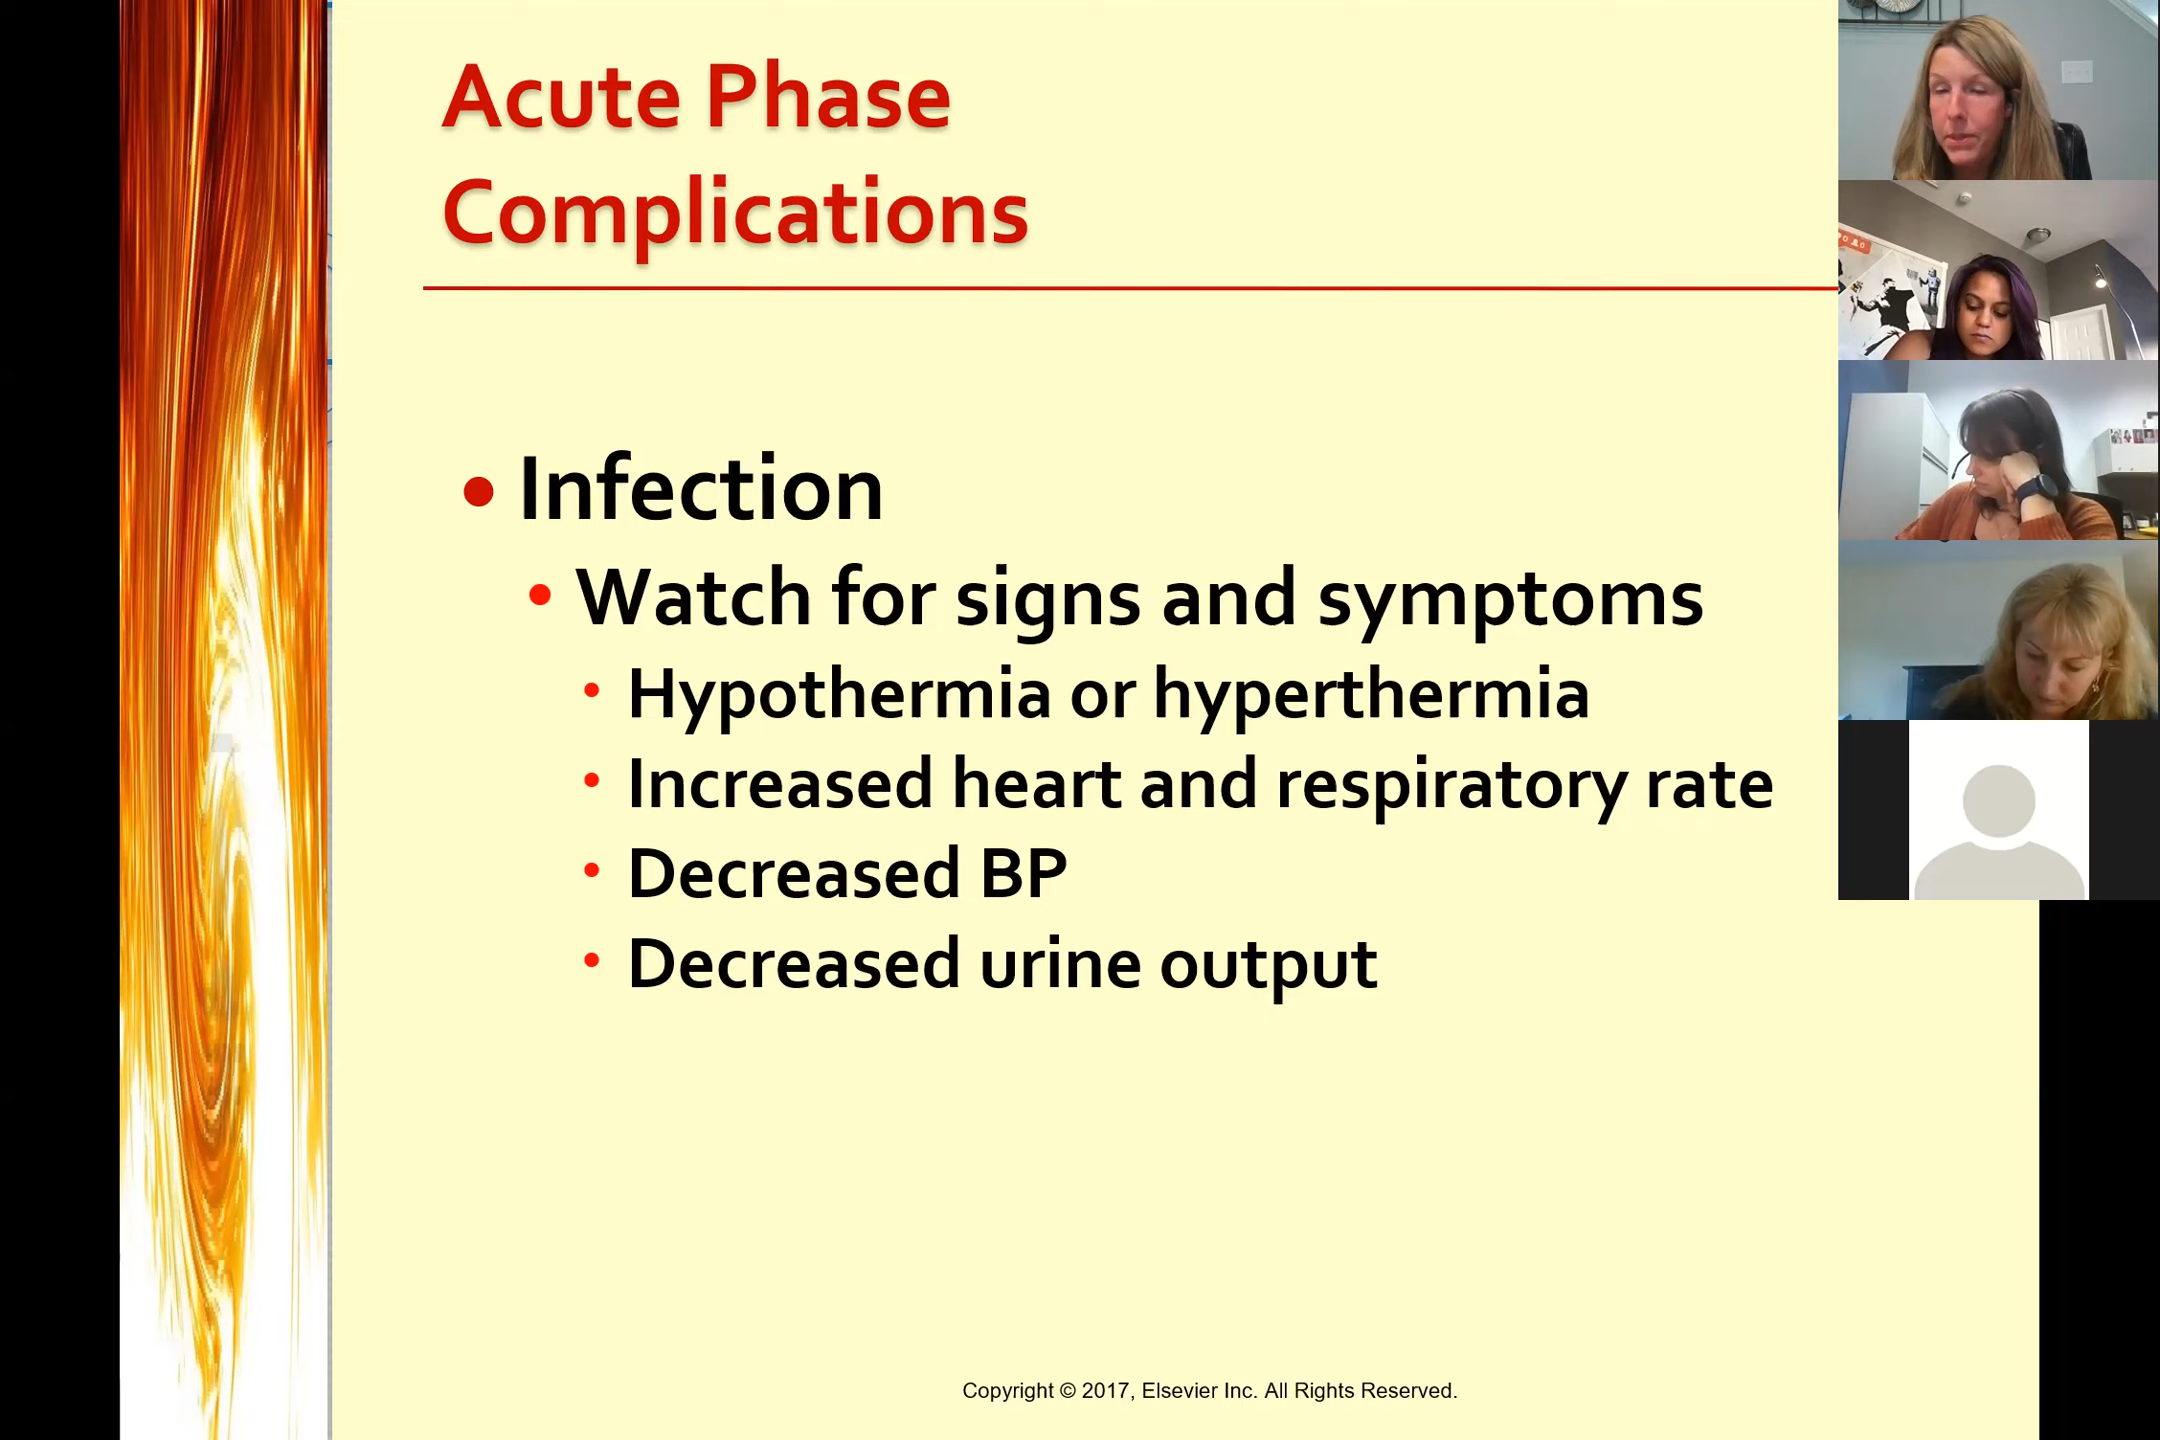 Acute Phase
Complications
• Infection
• Watch for signs and symptoms
• Hypothermia or hyperthermia
• Increased heart and respiratory rate
• Decreased BP
• Decreased urine output
Copyright © 2017, Elsevier Inc. All Rights Reserved.